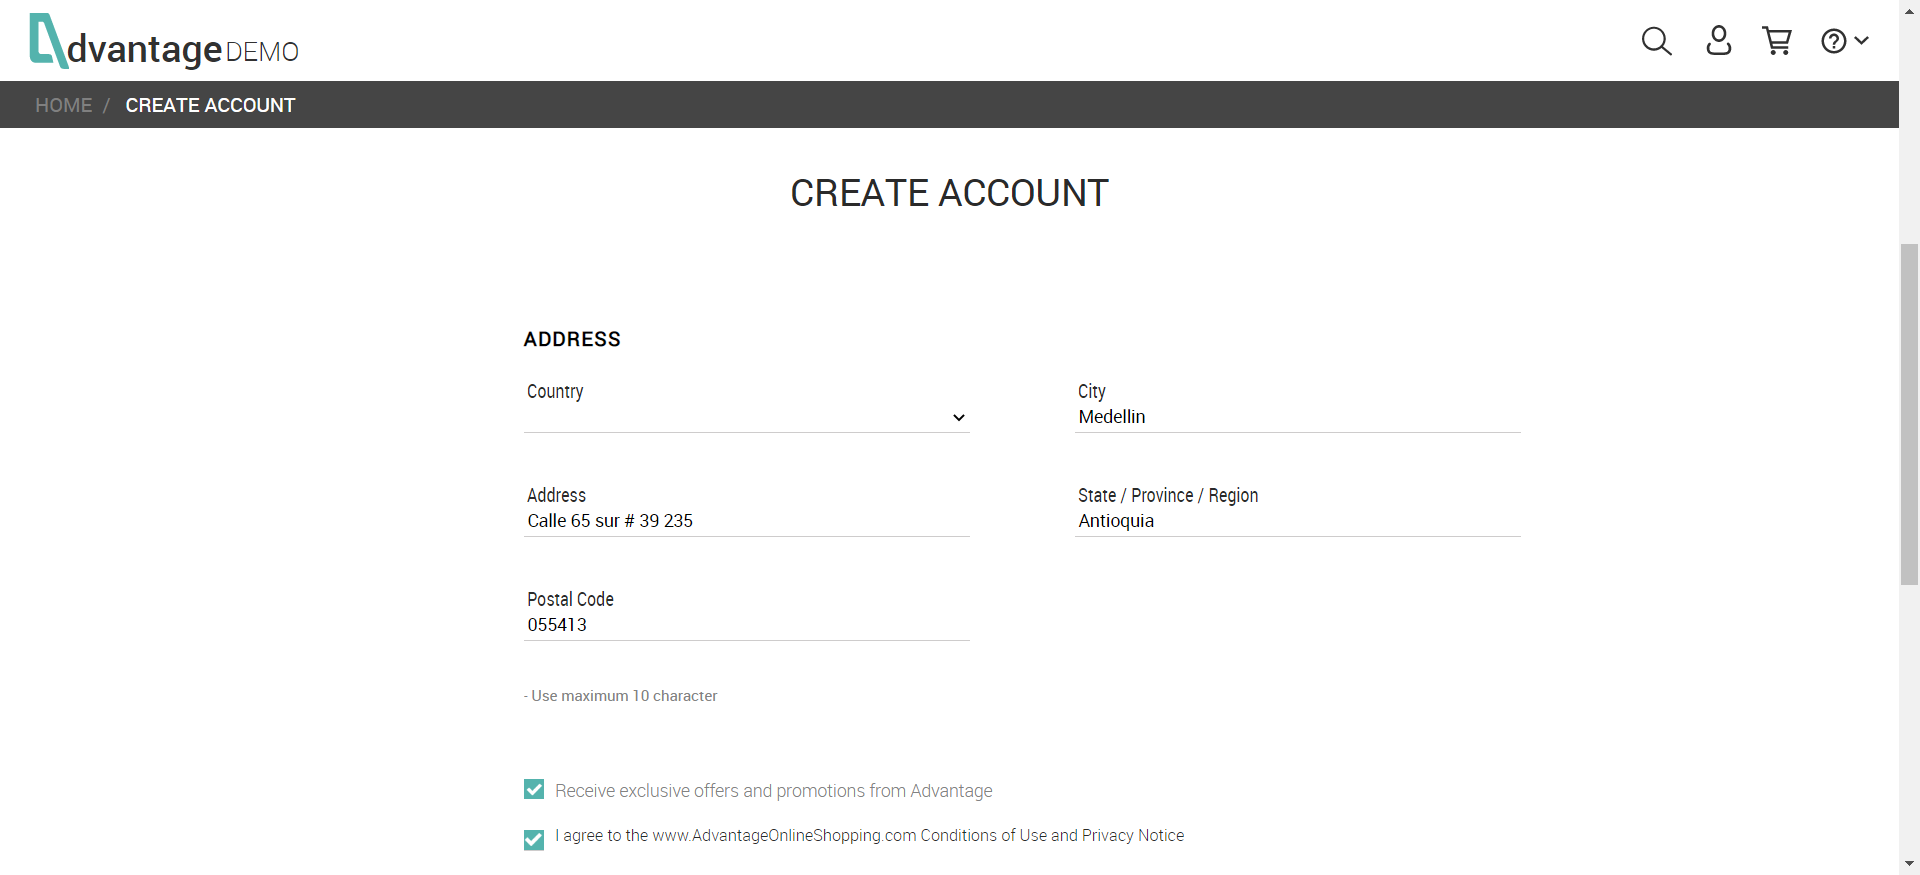 dvantage DEMO
HOME / CREATE ACCOUNT
CREATE ACCOUNT
ADDRESS
Country
City
Medellin
Address
Calle 65 sur # 39 235
State / Province / Region
Antioquia
Postal Code
055413
- Use maximum 10 character
Receive exclusive offers and promotions from Advantage
I agree to the www.AdvantageOnlineShopping.com Conditions of Use and Privacy Notice